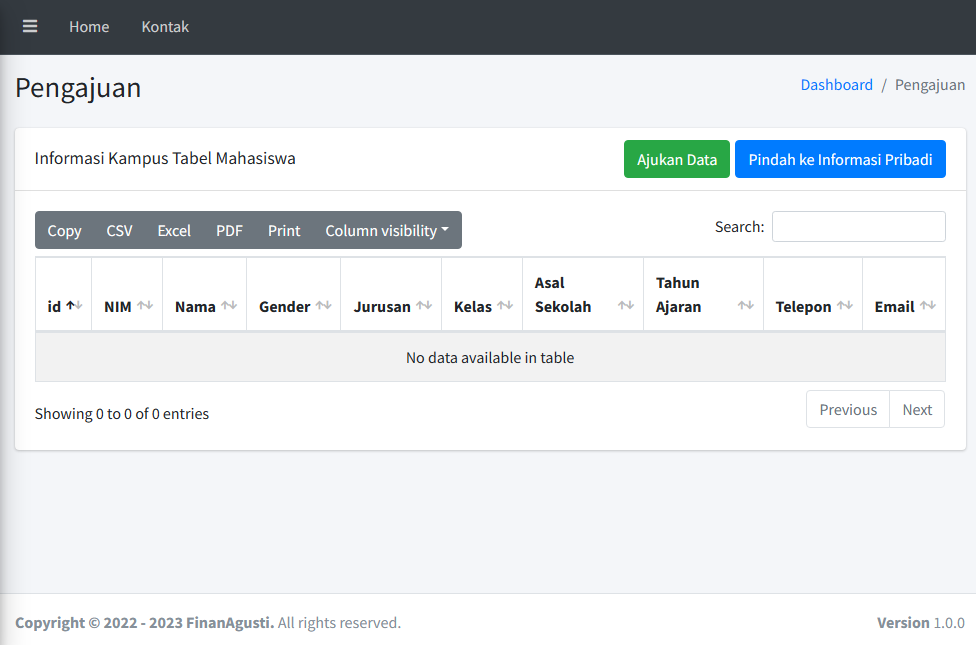 Home Kontak
Pengajuan
Dashboard / Pengajuan
Informasi Kampus Tabel Mahasiswa
Ajukan Data Pindah ke Informasi Pribadi
Copy CSV Excel PDF Print Column visibility
Search:
id NIM Nama Gender Jurusan Kelas Asal Sekolah Tahun Ajaran Telepon Email
No data available in table
Showing 0 to 0 of 0 entries
Previous Next
Copyright © 2022 - 2023 FinanAgusti. All rights reserved.
Version 1.0.0